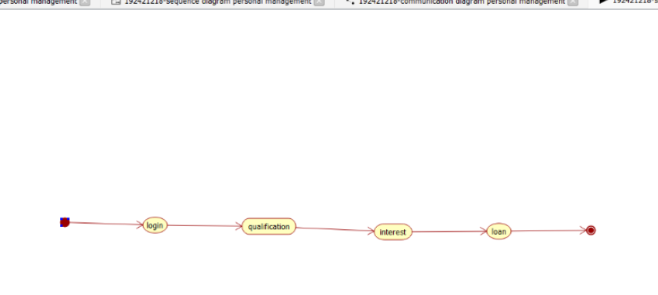 personal management
192421218-sequence diagram personal management
192421218-communication diagram personal management
192421218-s
login
qualification
interest
loan